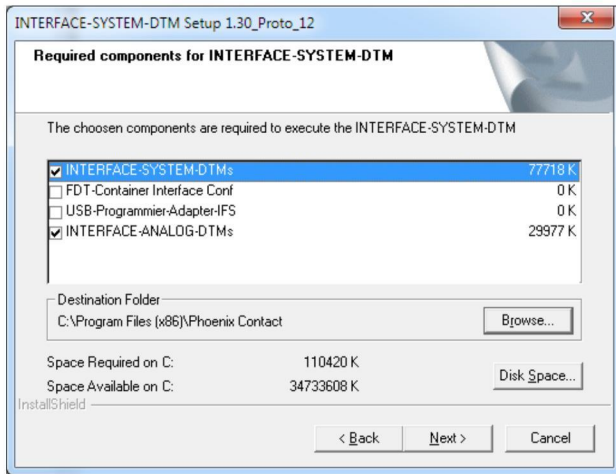 INTERFACE-SYSTEM-DTM Setup 1.30_Proto_12
Required components for INTERFACE-SYSTEM-DTM
The choosen components are required to execute the INTERFACE-SYSTEM-DTM
INTERFACE-SYSTEM-DTMs 77718 K
FDT-Container Interface Conf 0 K
USB-Programmier-Adapter-IFS 0 K
INTERFACE-ANALOG-DTMs 29977 K
Destination Folder
C:\Program Files (x86)\Phoenix Contact Browse...
Space Required on C: 110420 K
Space Available on C: 34733608 K
Disk Space...
InstallShield
< Back Next > Cancel